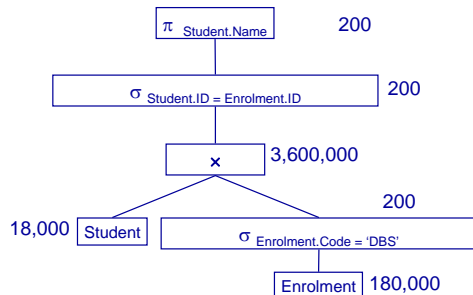 π Student.Name 200
σ Student.ID = Enrolment.ID 200
× 3,600,000
200
18,000 Student
σ Enrolment.Code = ‘DBS’
Enrolment 180,000